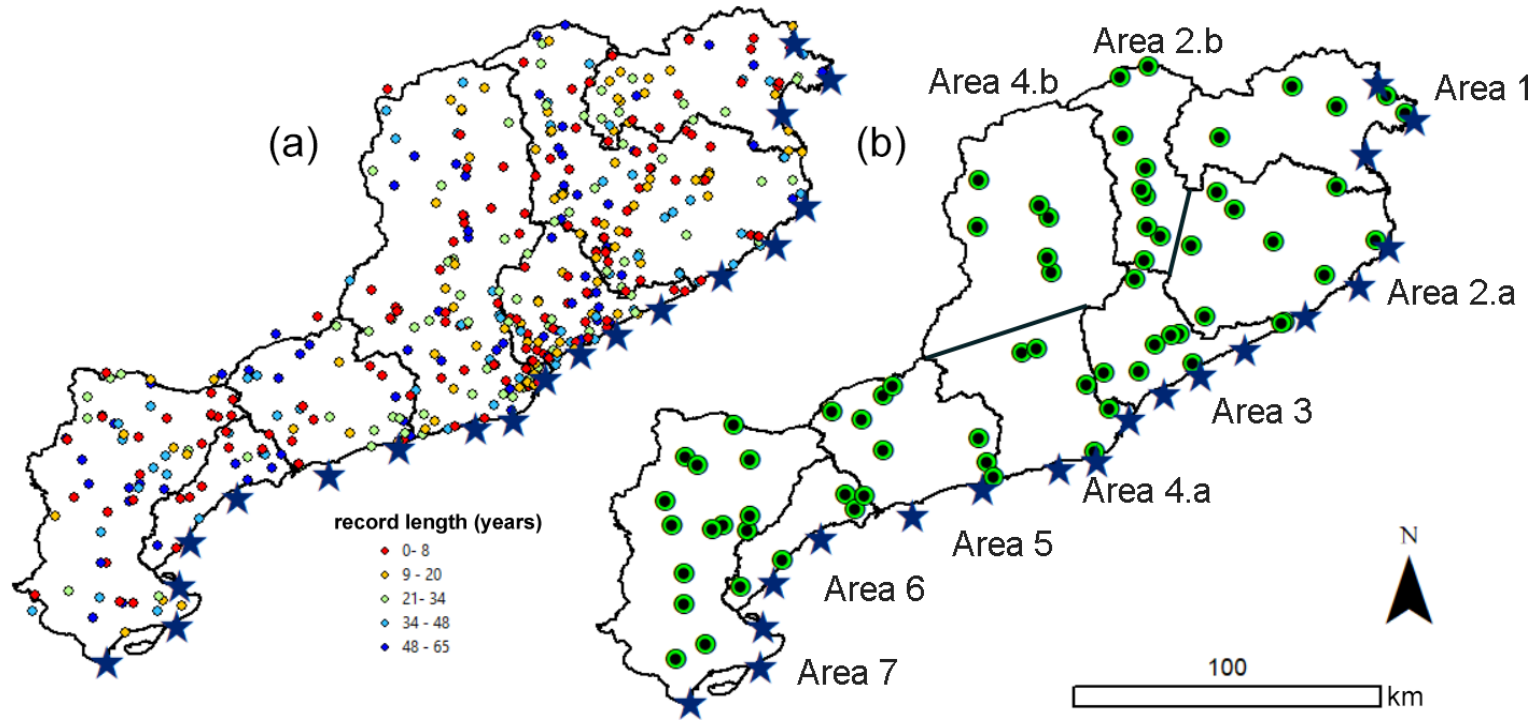 Area 2.b
Area 4.b
Area 1
(a)
(b)
Area 2.a
Area 3
Area 4.a
record length (years)
0- 8
9 - 20
21- 34
34 - 48
48 - 65
Area 5
N
Area 6
Area 7
100
km